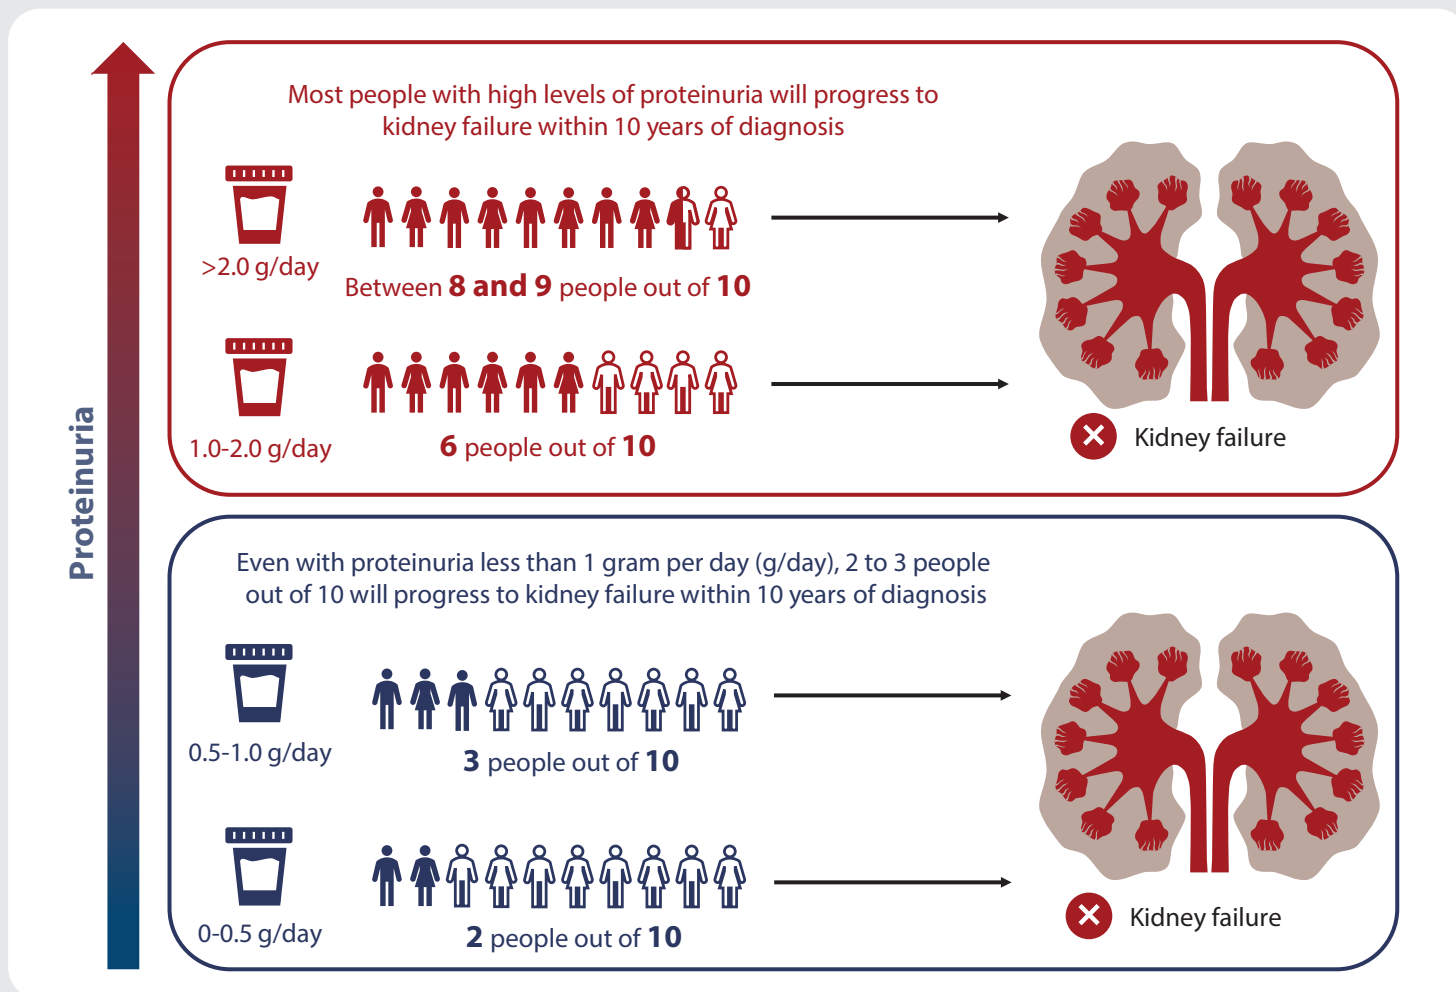 Proteinuria
Most people with high levels of proteinuria will progress to
kidney failure within 10 years of diagnosis
>2.0 g/day
Between 8 and 9 people out of 10
1.0-2.0 g/day
6 people out of 10
Kidney failure
Even with proteinuria less than 1 gram per day (g/day), 2 to 3 people
out of 10 will progress to kidney failure within 10 years of diagnosis
0.5-1.0 g/day
3 people out of 10
0-0.5 g/day
2 people out of 10
Kidney failure